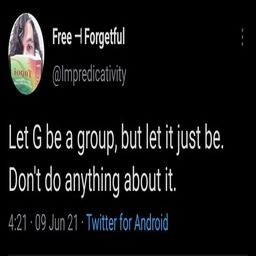 Free ⊣ Forgetful
@Impredicativity
Let G be a group, but let it just be.
Don't do anything about it.
4:21 · 09 Jun 21 · Twitter for Android